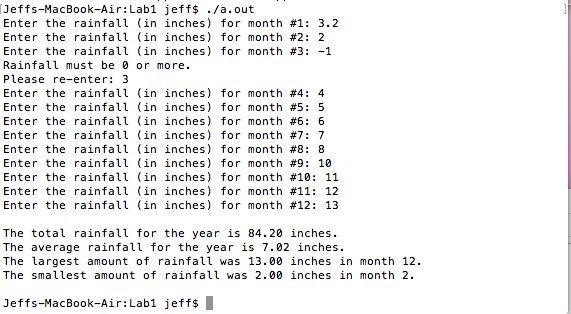 [Jeffs-MacBook-Air:Lab1 jeff$ ./a.out ]
Enter the rainfall (in inches) for month #1: 3.2
Enter the rainfall (in inches) for month #2: 2
Enter the rainfall (in inches) for month #3: -1
Rainfall must be 0 or more.
Please re-enter: 3
Enter the rainfall (in inches) for month #4: 4
Enter the rainfall (in inches) for month #5: 5
Enter the rainfall (in inches) for month #6: 6
Enter the rainfall (in inches) for month #7: 7
Enter the rainfall (in inches) for month #8: 8
Enter the rainfall (in inches) for month #9: 10
Enter the rainfall (in inches) for month #10: 11
Enter the rainfall (in inches) for month #11: 12
Enter the rainfall (in inches) for month #12: 13
The total rainfall for the year is 84.20 inches.
The average rainfall for the year is 7.02 inches.
The largest amount of rainfall was 13.00 inches in month 12.
The smallest amount of rainfall was 2.00 inches in month 2.
Jeffs-MacBook-Air:Lab1 jeff$